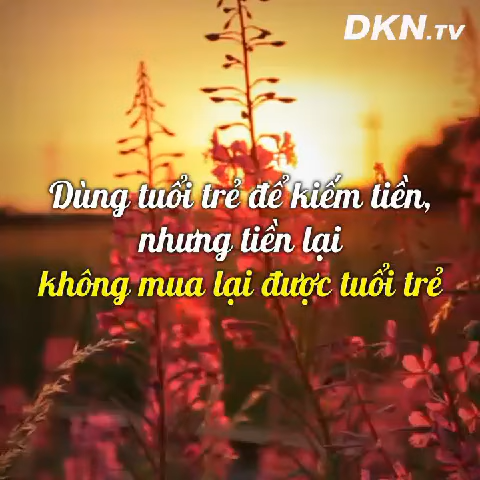 DKN.TV
Dùng tuổi trẻ để kiếm tiền,
nhưng tiền lại
không mua lại được tuổi trẻ